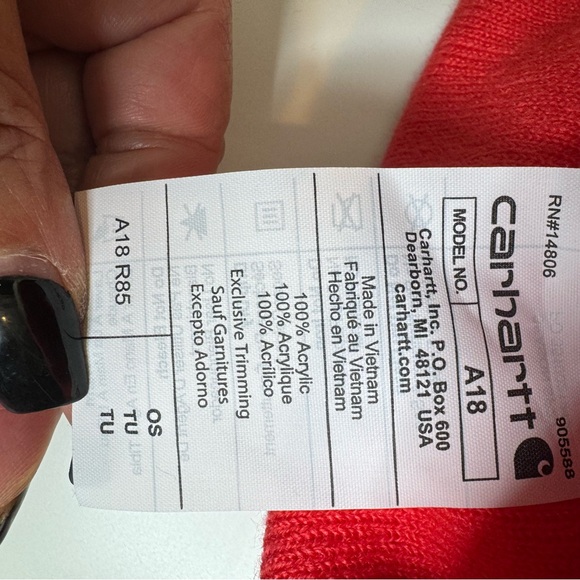 RN#14806
905588
carhartt
MODEL NO. A18
Carhartt, Inc. P.O. Box 600
Dearborn, MI 48121 USA
carhartt.com
Made in Vietnam
Fabriqué au Vietnam
Hecho en Vietnam
100% Acrylic
100% Acrylique
100% Acrílico
Exclusive Trimming
Sauf Garnitures
Excepto Adorno
OS
A18 R85 TU
TU